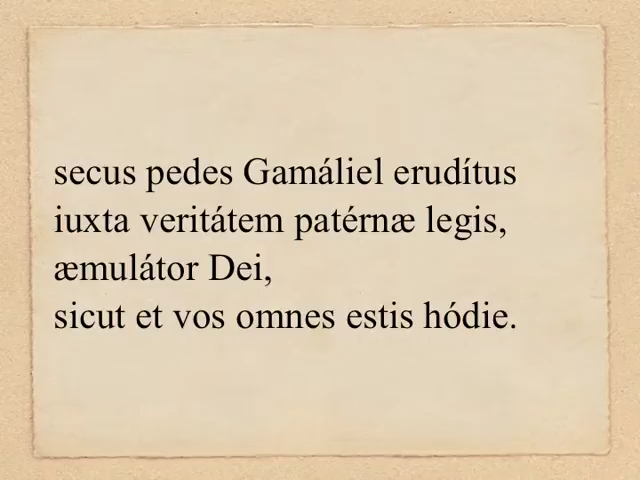 secus pedes Gamáliel erudítus
iuxta veritátem patérnæ legis,
æmulátor Dei,
sicut et vos omnes estis hódie.